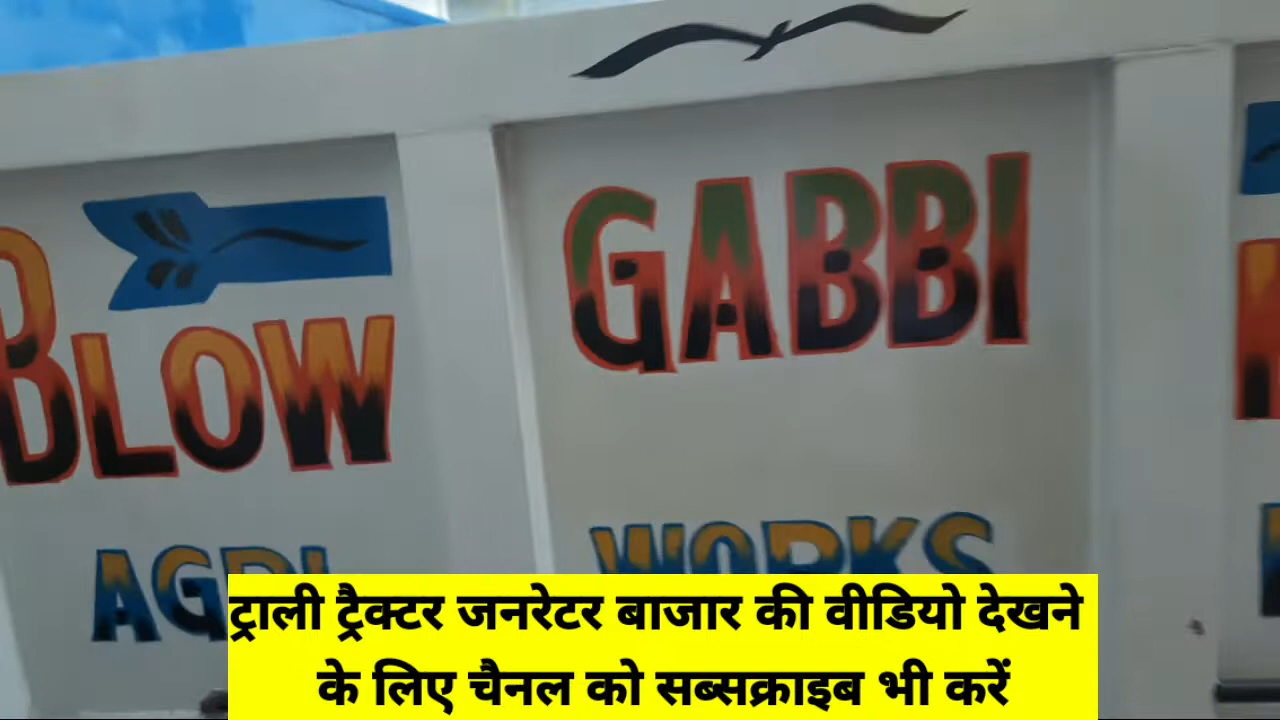 BLOW GABBI
AGRI WORKS
ट्राली ट्रैक्टर जनरेटर बाजार की वीडियो देखने
के लिए चैनल को सब्सक्राइब भी करें